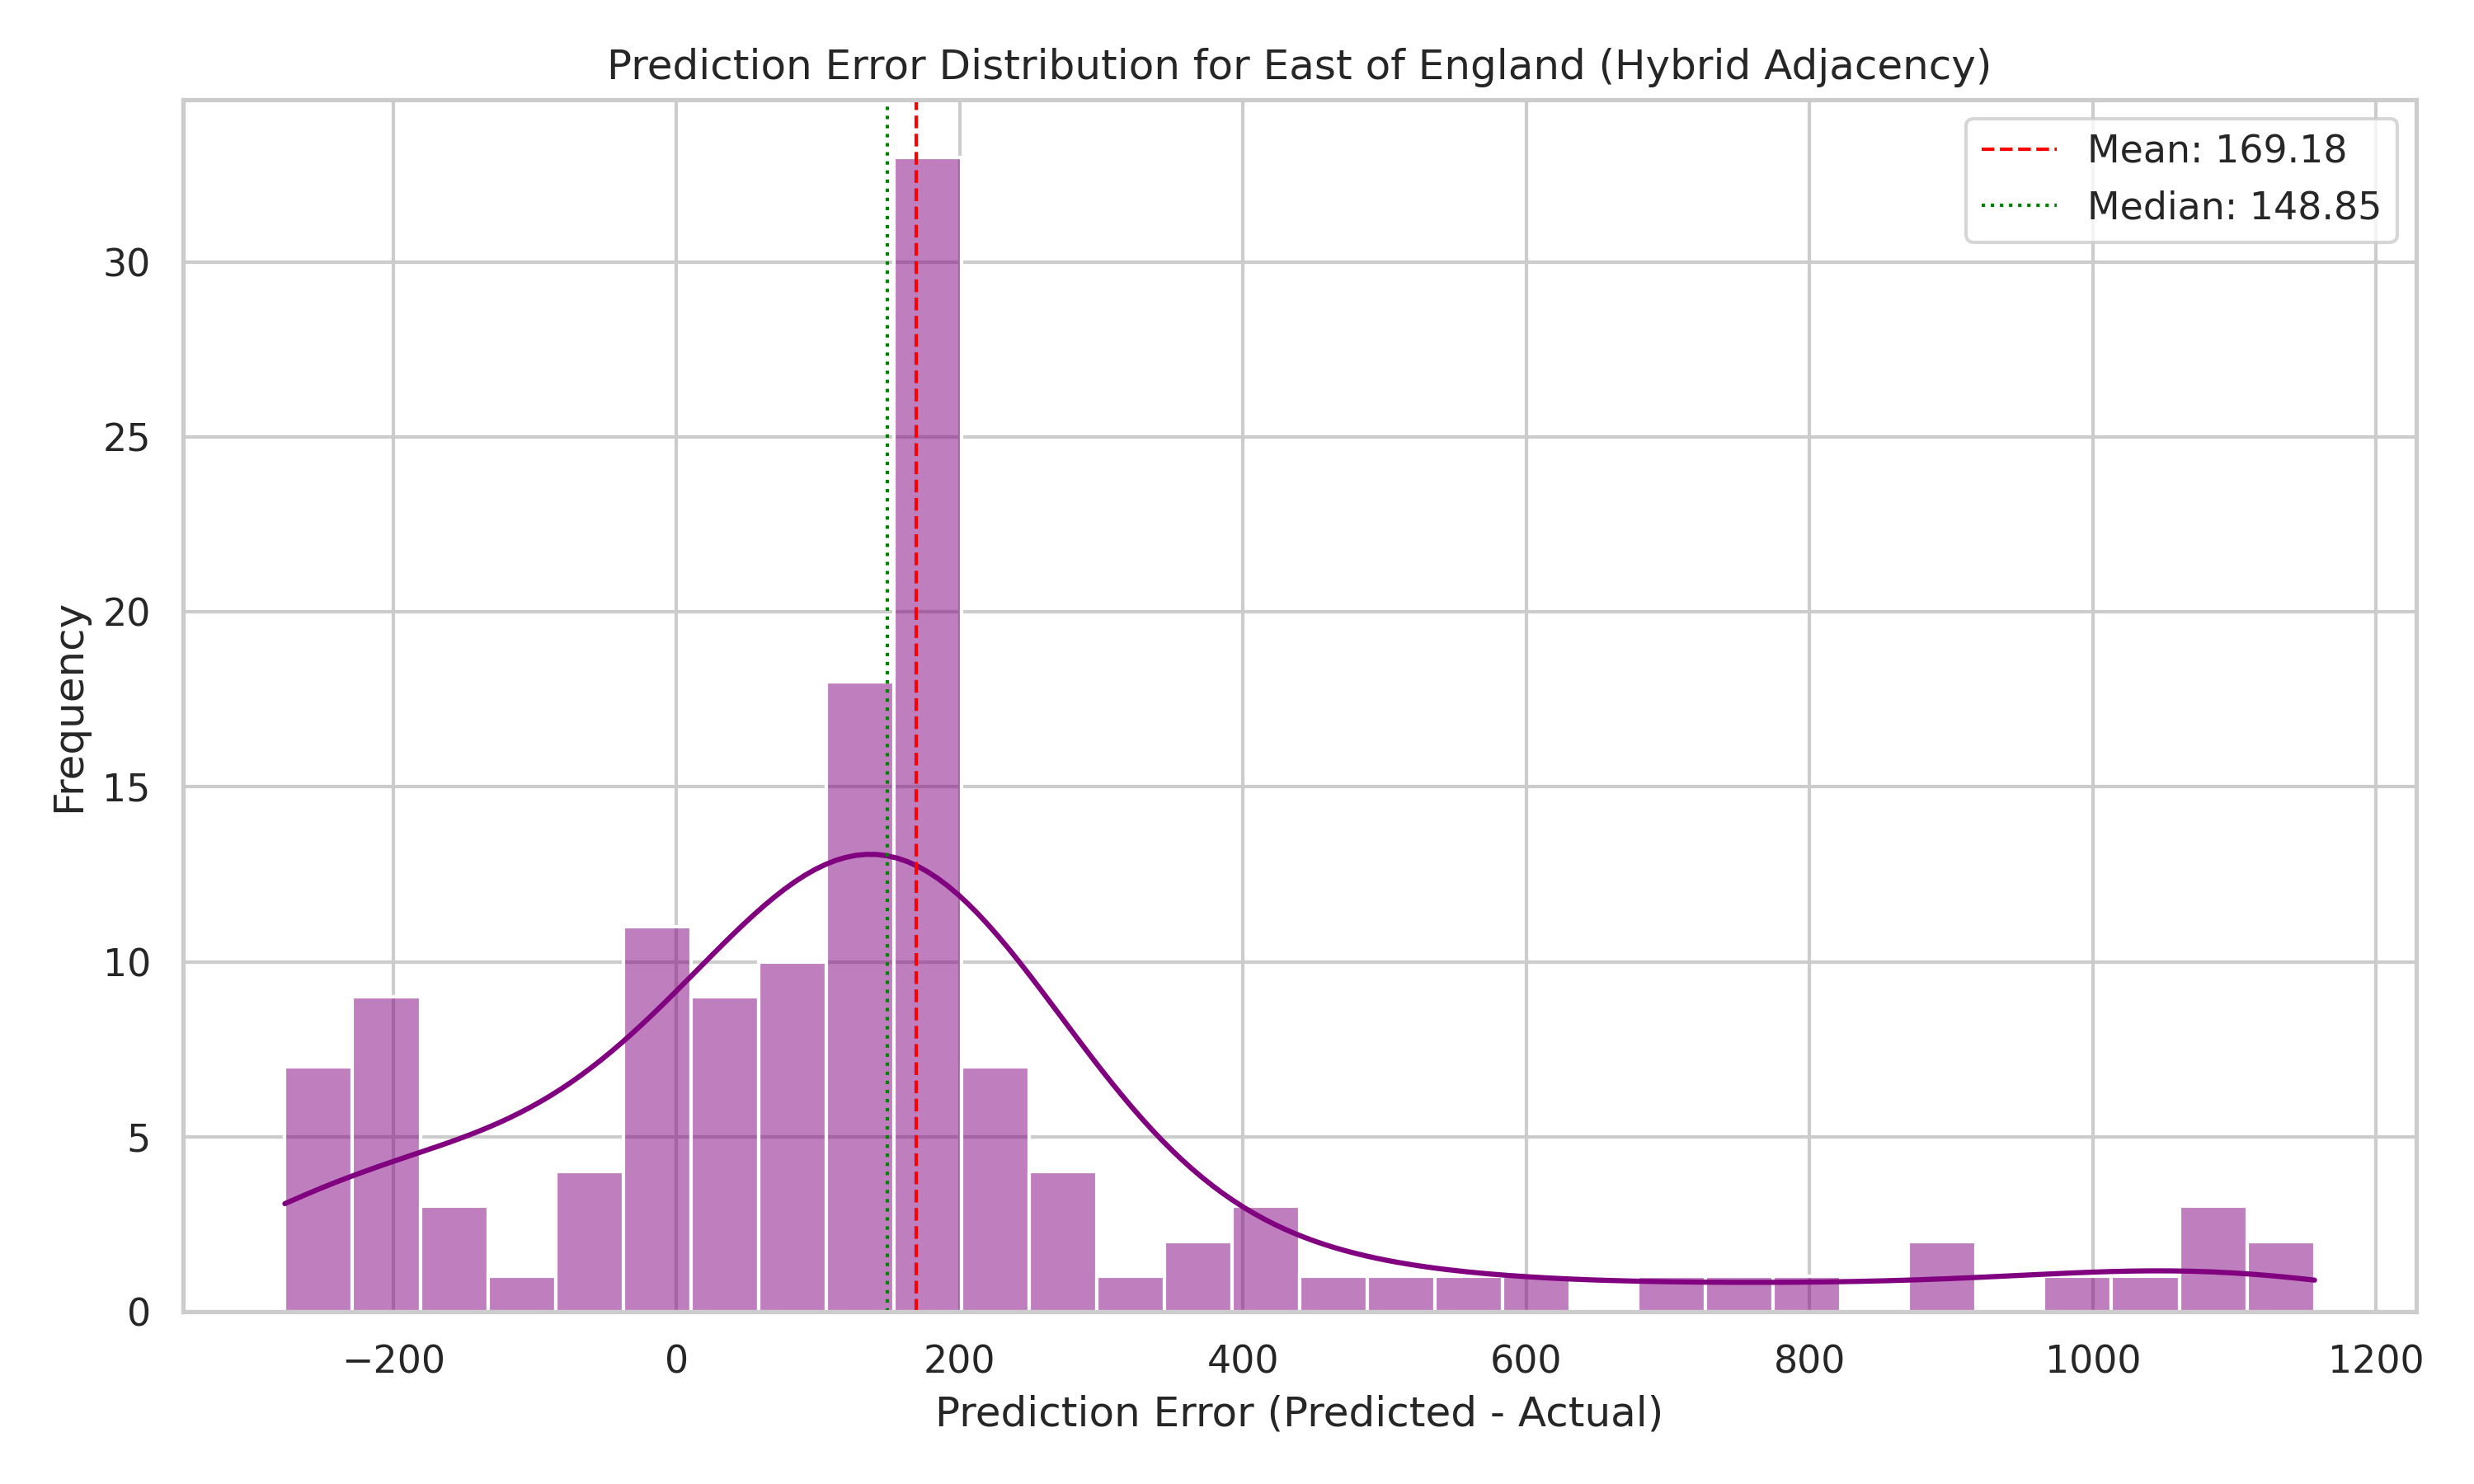 Prediction Error Distribution for East of England (Hybrid Adjacency)
Mean: 169.18
Median: 148.85
Frequency
30
25
20
15
10
5
0
−200 0 200 400 600 800 1000 1200
Prediction Error (Predicted - Actual)